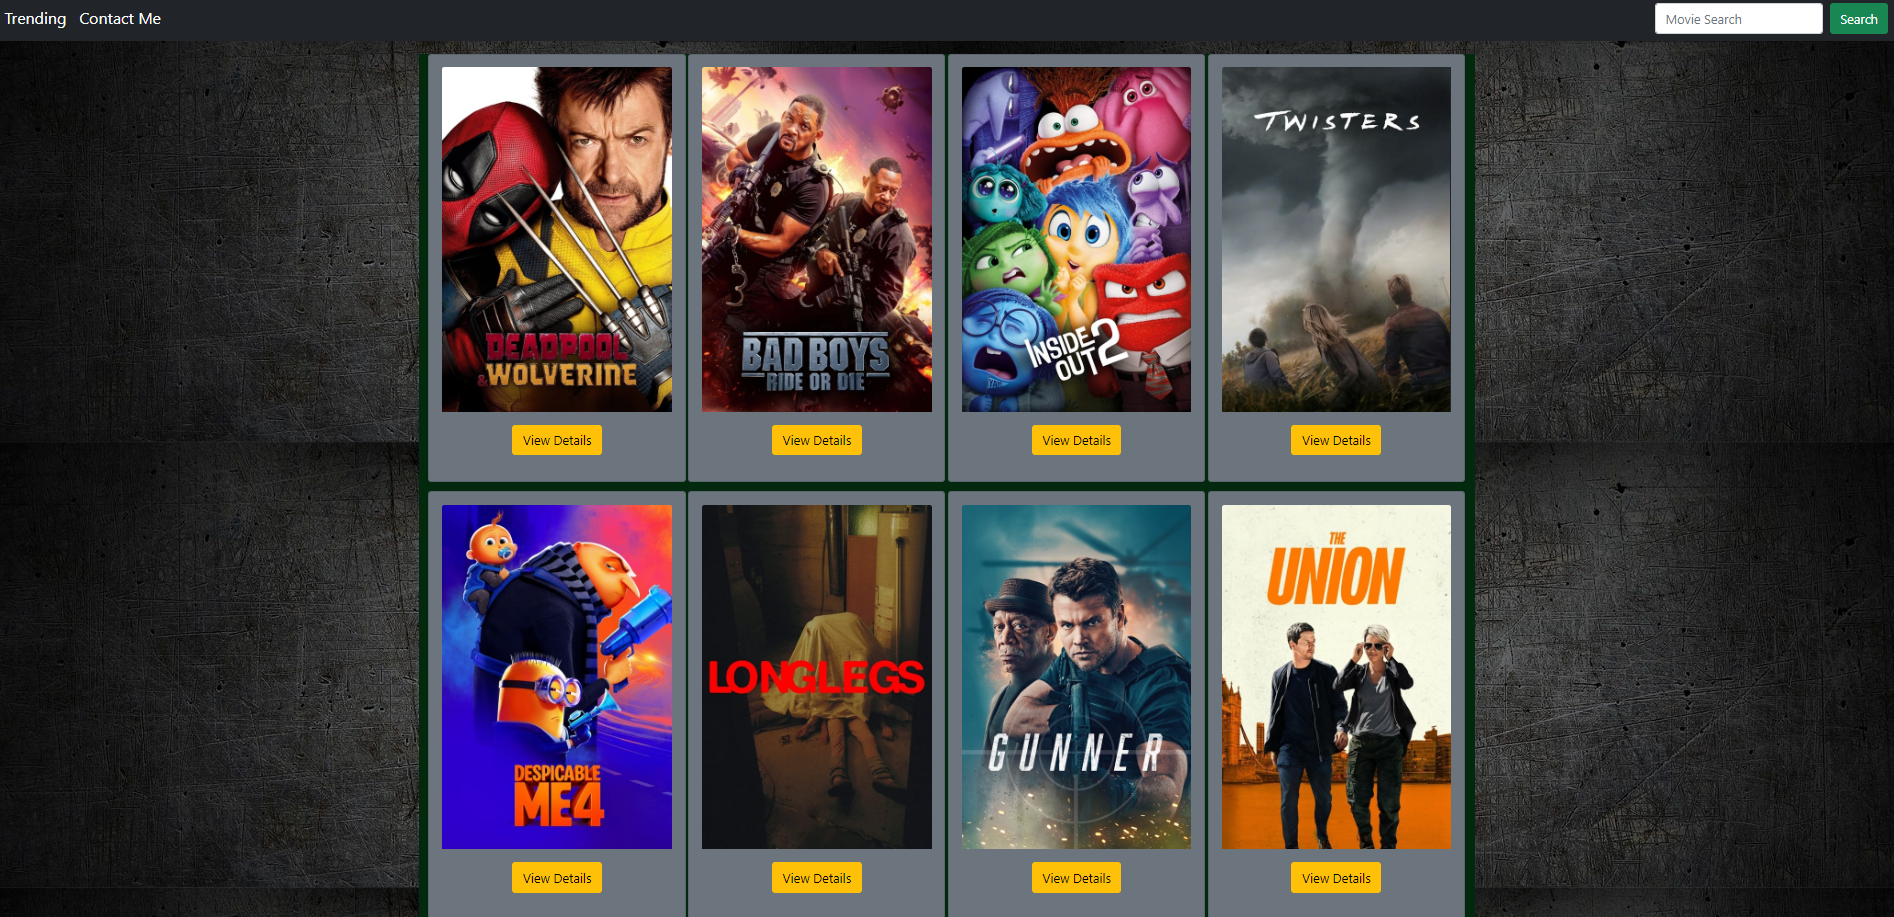 Trending Contact Me Movie Search Search
DEADPOOL
& WOLVERINE
BAD BOYS
RIDE OR DIE
INSIDE
OUT 2
TWISTERS
View Details View Details View Details View Details
DESPICABLE
ME 4
LONGLEGS
GUNNER
THE
UNION
View Details View Details View Details View Details